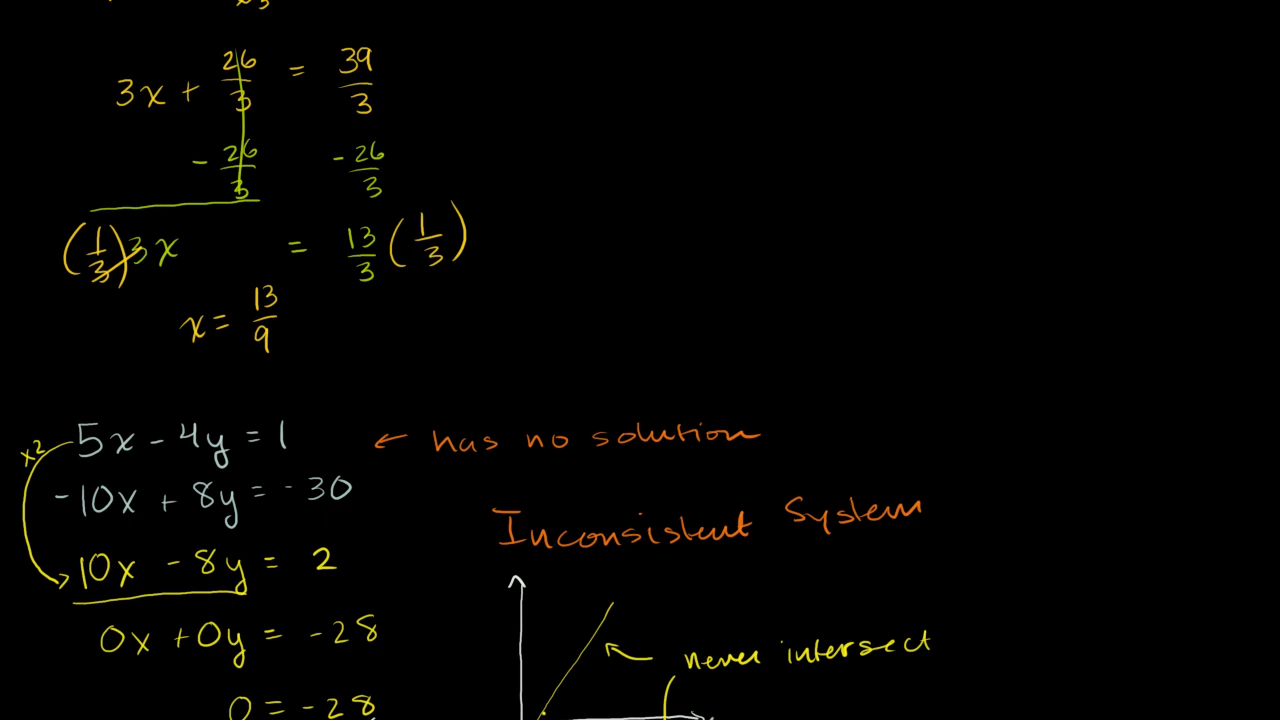 3x + 26/3 = 39/3
- 26/3 - 26/3
(1/3) 3x = 13/3 (1/3)
x = 13/9
5x - 4y = 1 ← has no solution
x2
-10x + 8y = -30
Inconsistent System
10x - 8y = 2
0x + 0y = -28
never intersect
0 = -28